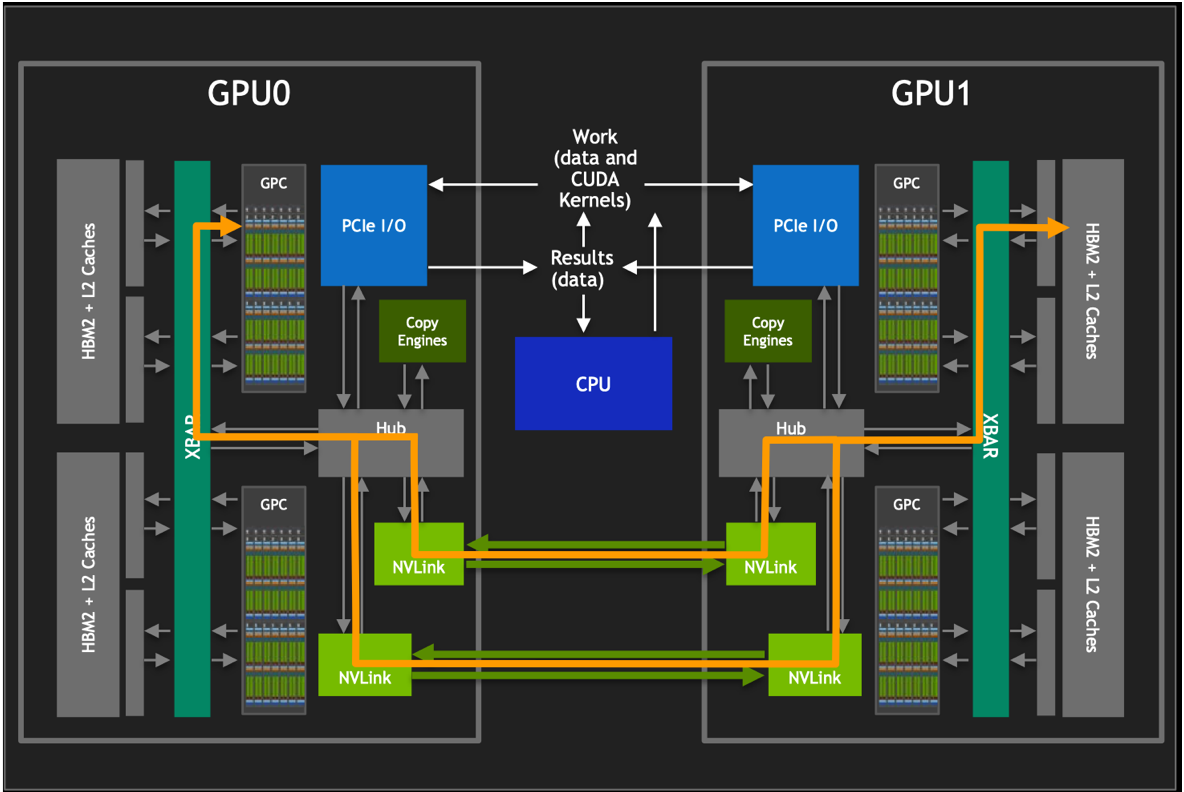 GPU0
GPU1
Work
(data and
CUDA
Kernels)
Results
(data)
CPU
HBM2 + L2 Caches
HBM2 + L2 Caches
XBAR
GPC
GPC
PCIe I/O
Copy
Engines
Hub
NVLink
NVLink
PCIe I/O
Copy
Engines
Hub
NVLink
NVLink
GPC
GPC
XBAR
HBM2 + L2 Caches
HBM2 + L2 Caches